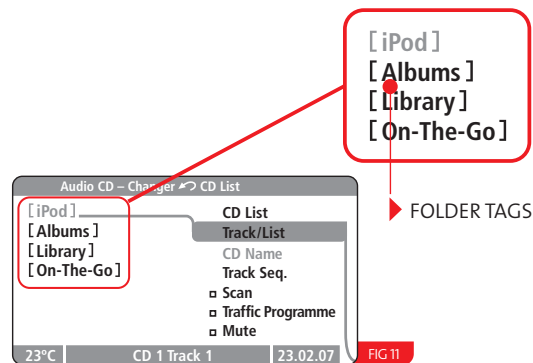 [iPod]
[Albums]
[Library]
[On-The-Go]
FOLDER TAGS
Audio CD – Changer CD List
[iPod]
[Albums]
[Library]
[On-The-Go]
CD List
Track/List
CD Name
Track Seq.
Scan
Traffic Programme
Mute
23°C CD 1 Track 1 23.02.07
FIG 11